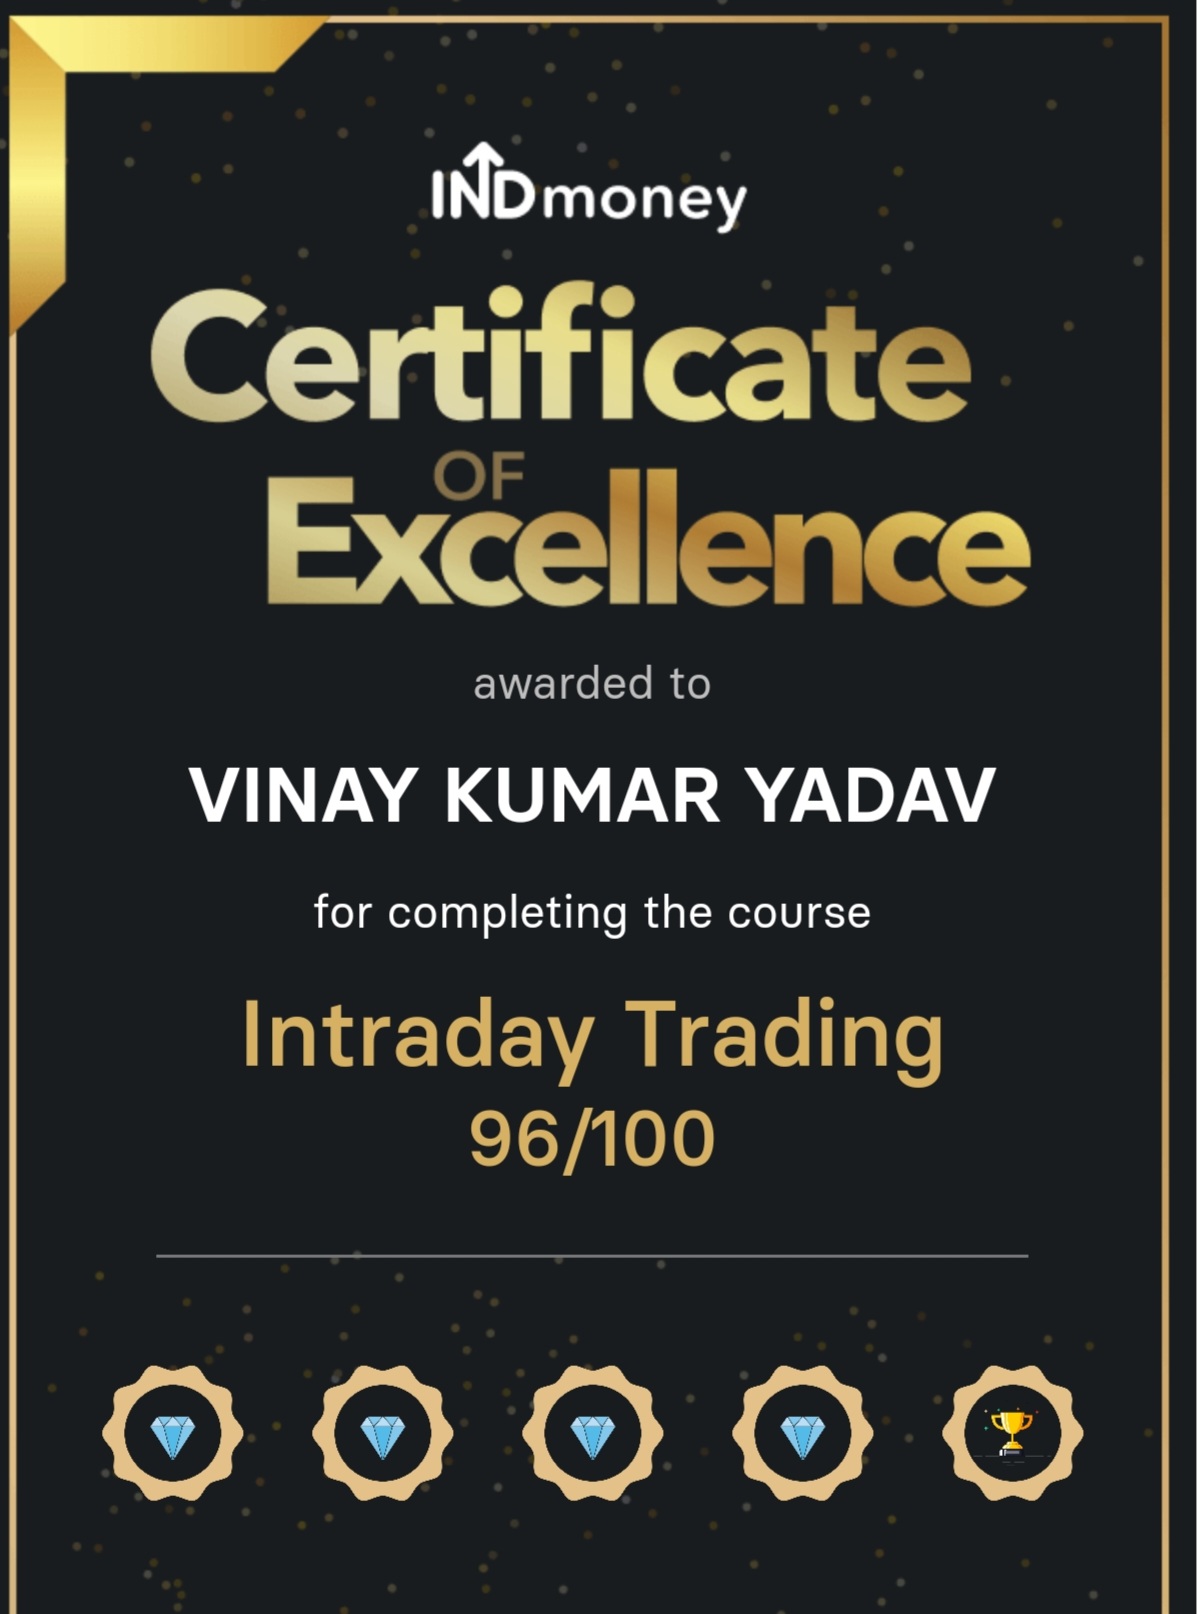 INDmoney
Certificate
OF
Excellence
awarded to
VINAY KUMAR YADAV
for completing the course
Intraday Trading
96/100